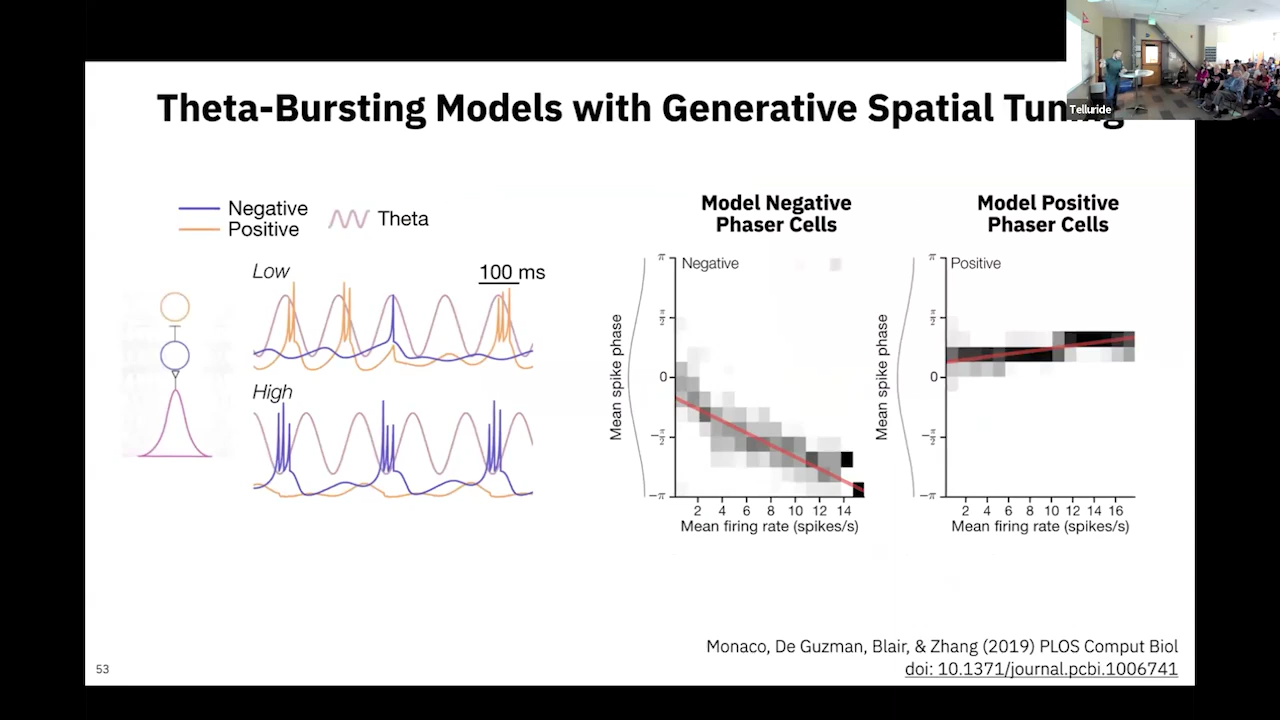 Theta-Bursting Models with Generative Spatial Tuning
Telluride
Negative
Positive
Theta
Low
100 ms
High
Model Negative
Phaser Cells
Negative
π
π/2
0
−π/2
−π
Mean spike phase
2 4 6 8 10 12 14
Mean firing rate (spikes/s)
Model Positive
Phaser Cells
Positive
π
π/2
0
−π/2
−π
Mean spike phase
2 4 6 8 10 12 14 16
Mean firing rate (spikes/s)
Monaco, De Guzman, Blair, & Zhang (2019) PLOS Comput Biol
doi: 10.1371/journal.pcbi.1006741
53